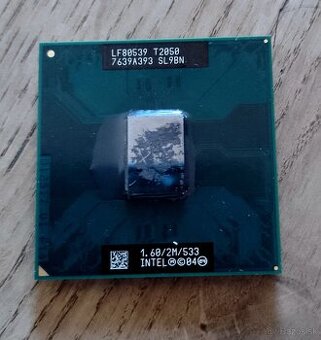 LF80539 T2050
7639A393 SL9BN
1.60/2M/533
INTEL Ⓜ©04